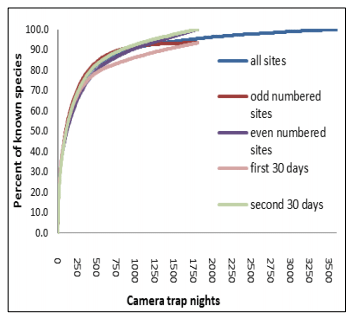 100.0
90.0
80.0
70.0
60.0
50.0
40.0
30.0
20.0
10.0
0.0
Percent of known species
all sites
odd numbered
sites
even numbered
sites
first 30 days
second 30 days
0
250
500
750
1000
1250
1500
1750
2000
2250
2500
2750
3000
3250
3500
Camera trap nights